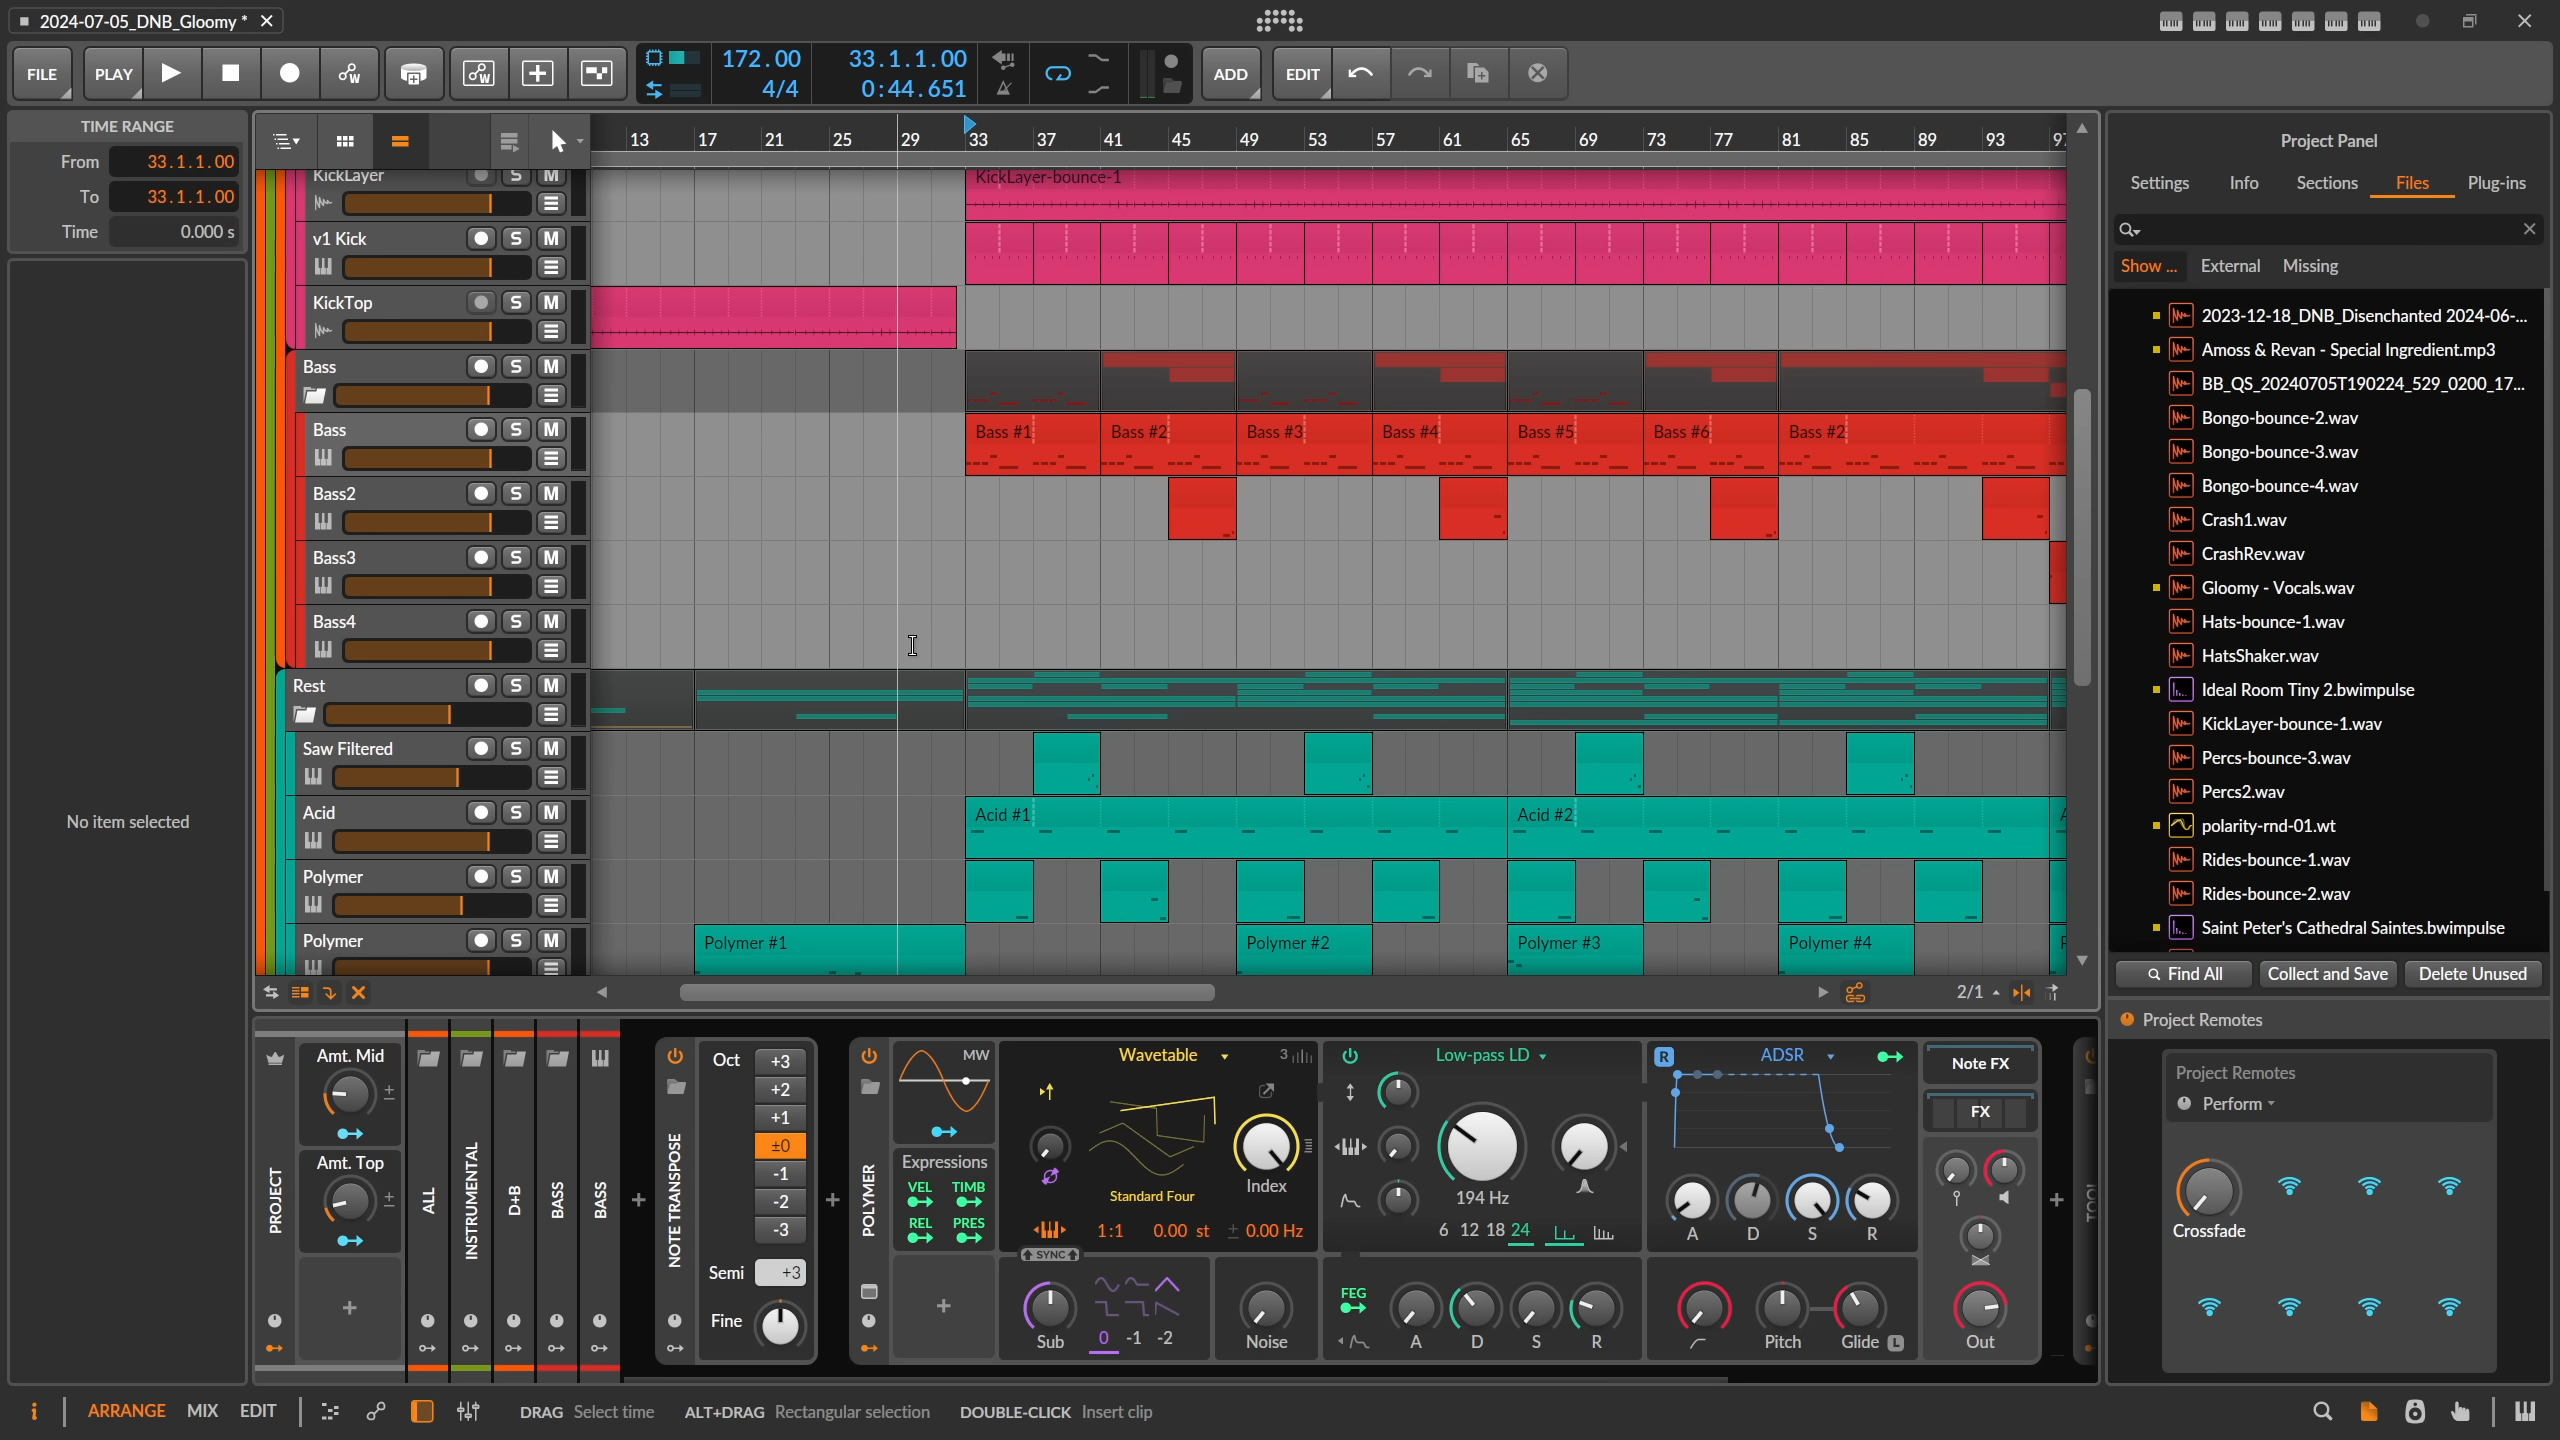 2024-07-05_DNB_Gloomy *
FILE PLAY 172.00 33.1.1.00 ADD EDIT
4/4 0:44.651
TIME RANGE
From 33.1.1.00
To 33.1.1.00
Time 0.000 s
No item selected
13 17 21 25 29 33 37 41 45 49 53 57 61 65 69 73 77 81 85 89 93 97
KickLayer S M KickLayer-bounce-1
v1 Kick S M
KickTop S M
Bass S M
Bass S M Bass #1 Bass #2 Bass #3 Bass #4 Bass #5 Bass #6 Bass #2
Bass2 S M
Bass3 S M
Bass4 S M
Rest S M
Saw Filtered S M
Acid S M Acid #1 Acid #2
Polymer S M
Polymer S M Polymer #1 Polymer #2 Polymer #3 Polymer #4
2/1
Project Panel
Settings Info Sections Files Plug-ins
Show ... External Missing
2023-12-18_DNB_Disenchanted 2024-06-...
Amoss & Revan - Special Ingredient.mp3
BB_QS_20240705T190224_529_0200_17...
Bongo-bounce-2.wav
Bongo-bounce-3.wav
Bongo-bounce-4.wav
Crash1.wav
CrashRev.wav
Gloomy - Vocals.wav
Hats-bounce-1.wav
HatsShaker.wav
Ideal Room Tiny 2.bwimpulse
KickLayer-bounce-1.wav
Percs-bounce-3.wav
Percs2.wav
polarity-rnd-01.wt
Rides-bounce-1.wav
Rides-bounce-2.wav
Saint Peter's Cathedral Saintes.bwimpulse
Find All Collect and Save Delete Unused
Project Remotes
Project Remotes
Perform
Crossfade
PROJECT
Amt. Mid
Amt. Top
ALL
INSTRUMENTAL
D+B
BASS
BASS
NOTE TRANSPOSE
Oct +3
+2
+1
±0
-1
-2
-3
Semi +3
Fine
POLYMER
MW
Expressions
VEL TIMB
REL PRES
Wavetable 3
Index
Standard Four
1:1 0.00 st ± 0.00 Hz
SYNC
Sub 0 -1 -2
Noise
Low-pass LD
194 Hz
6 12 18 24
FEG
A D S R
R ADSR
A D S R
Pitch Glide L
Note FX
FX
Out
TOOL
ARRANGE MIX EDIT DRAG Select time ALT+DRAG Rectangular selection DOUBLE-CLICK Insert clip